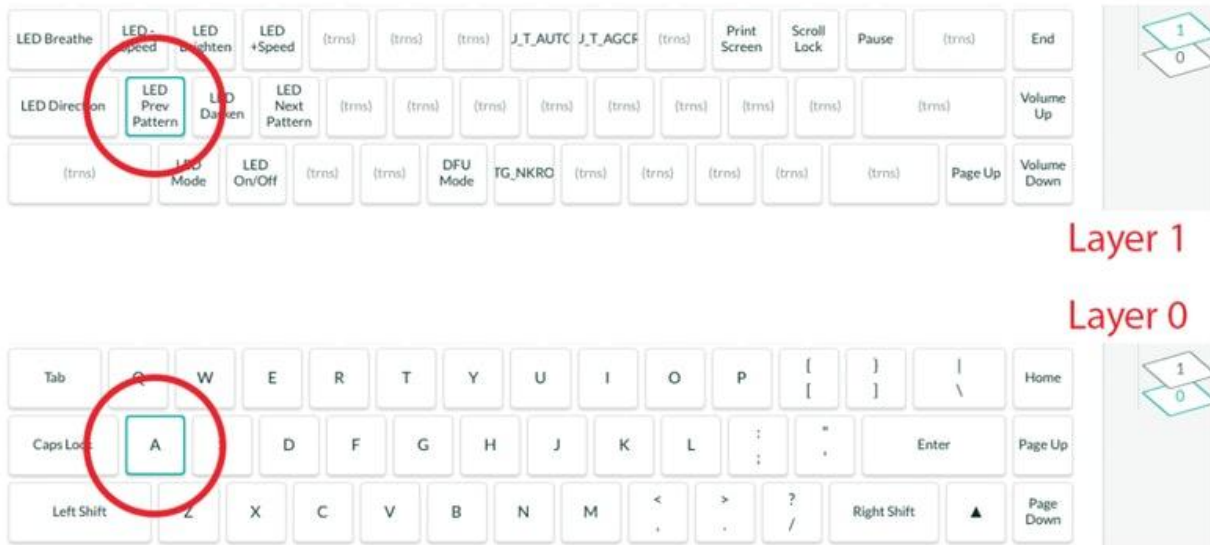 LED Breathe LED - Speed LED Brighten LED +Speed (trns) (trns) (trns) J_T_AUTC J_T_AGCR (trns) Print Screen Scroll Lock Pause (trns) End 1
0
LED Direction LED Prev Pattern LED Darken LED Next Pattern (trns) (trns) (trns) (trns) (trns) (trns) (trns) (trns) (trns) Volume Up
(trns) LED Mode LED On/Off (trns) (trns) DFU Mode TG_NKRO (trns) (trns) (trns) (trns) (trns) Page Up Volume Down
Layer 1
Layer 0
Tab Q W E R T Y U I O P [ [ ] ] | \ Home 1
0
Caps Lock A S D F G H J K L : ; " ' Enter Page Up
Left Shift Z X C V B N M < , > . ? / Right Shift ▲ Page Down